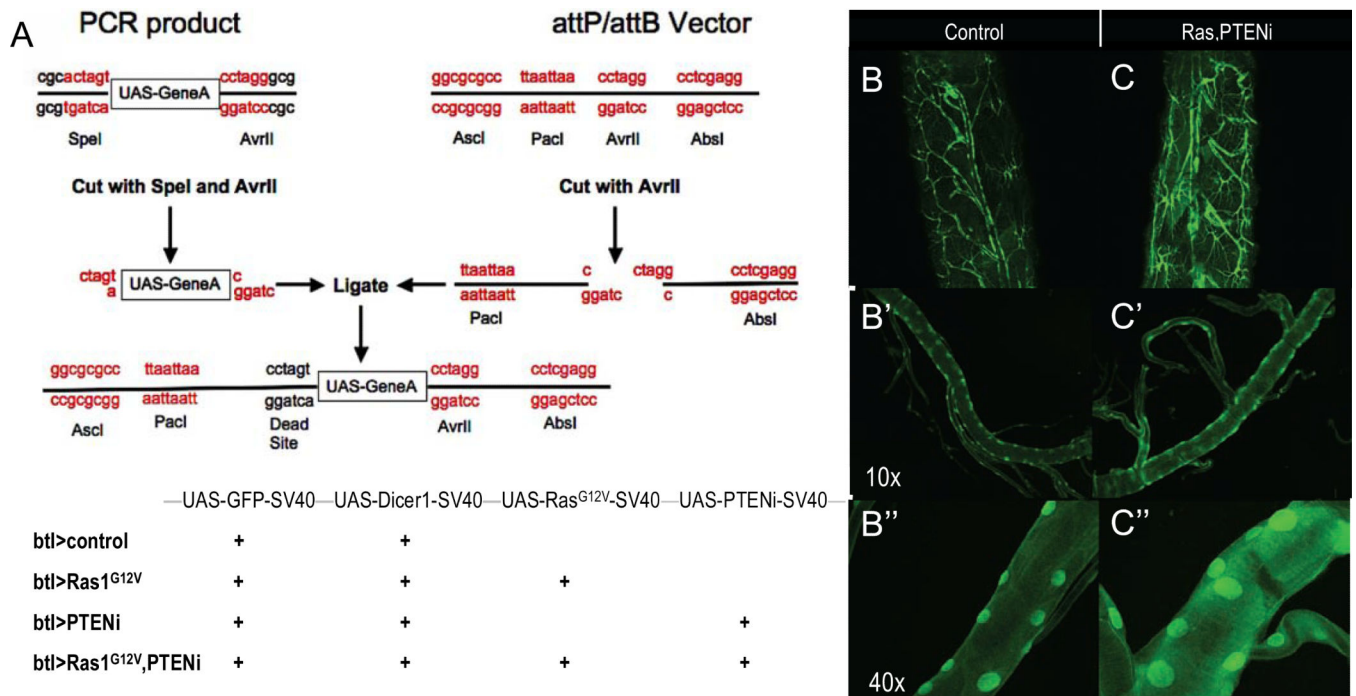 A
PCR product attP/attB Vector
cgcactagt cctagggcg
UAS-GeneA
gcgtgatca ggatcccgc
SpeI AvrII
ggcgcgcc ttaattaa cctagg cctcgagg
ccgcgcgg aattaatt ggatcc ggagctcc
AscI PacI AvrII AbsI
Cut with SpeI and AvrII Cut with AvrII
ctagt c
UAS-GeneA
a ggatc
Ligate
ttaattaa c ctagg cctcgagg
aattaatt ggatc c ggagctcc
PacI AbsI
ggcgcgcc ttaattaa cctagt cctagg cctcgagg
UAS-GeneA
ccgcgcgg aattaatt ggatca ggatcc ggagctcc
AscI PacI Dead AvrII AbsI
Site
UAS-GFP-SV40 UAS-Dicer1-SV40 UAS-RasG12V-SV40 UAS-PTENi-SV40
btl>control + +
btl>Ras1G12V + + +
btl>PTENi + + +
btl>Ras1G12V,PTENi + + + +
Control Ras,PTENi
B C
B’ C’
10x
B” C”
40x